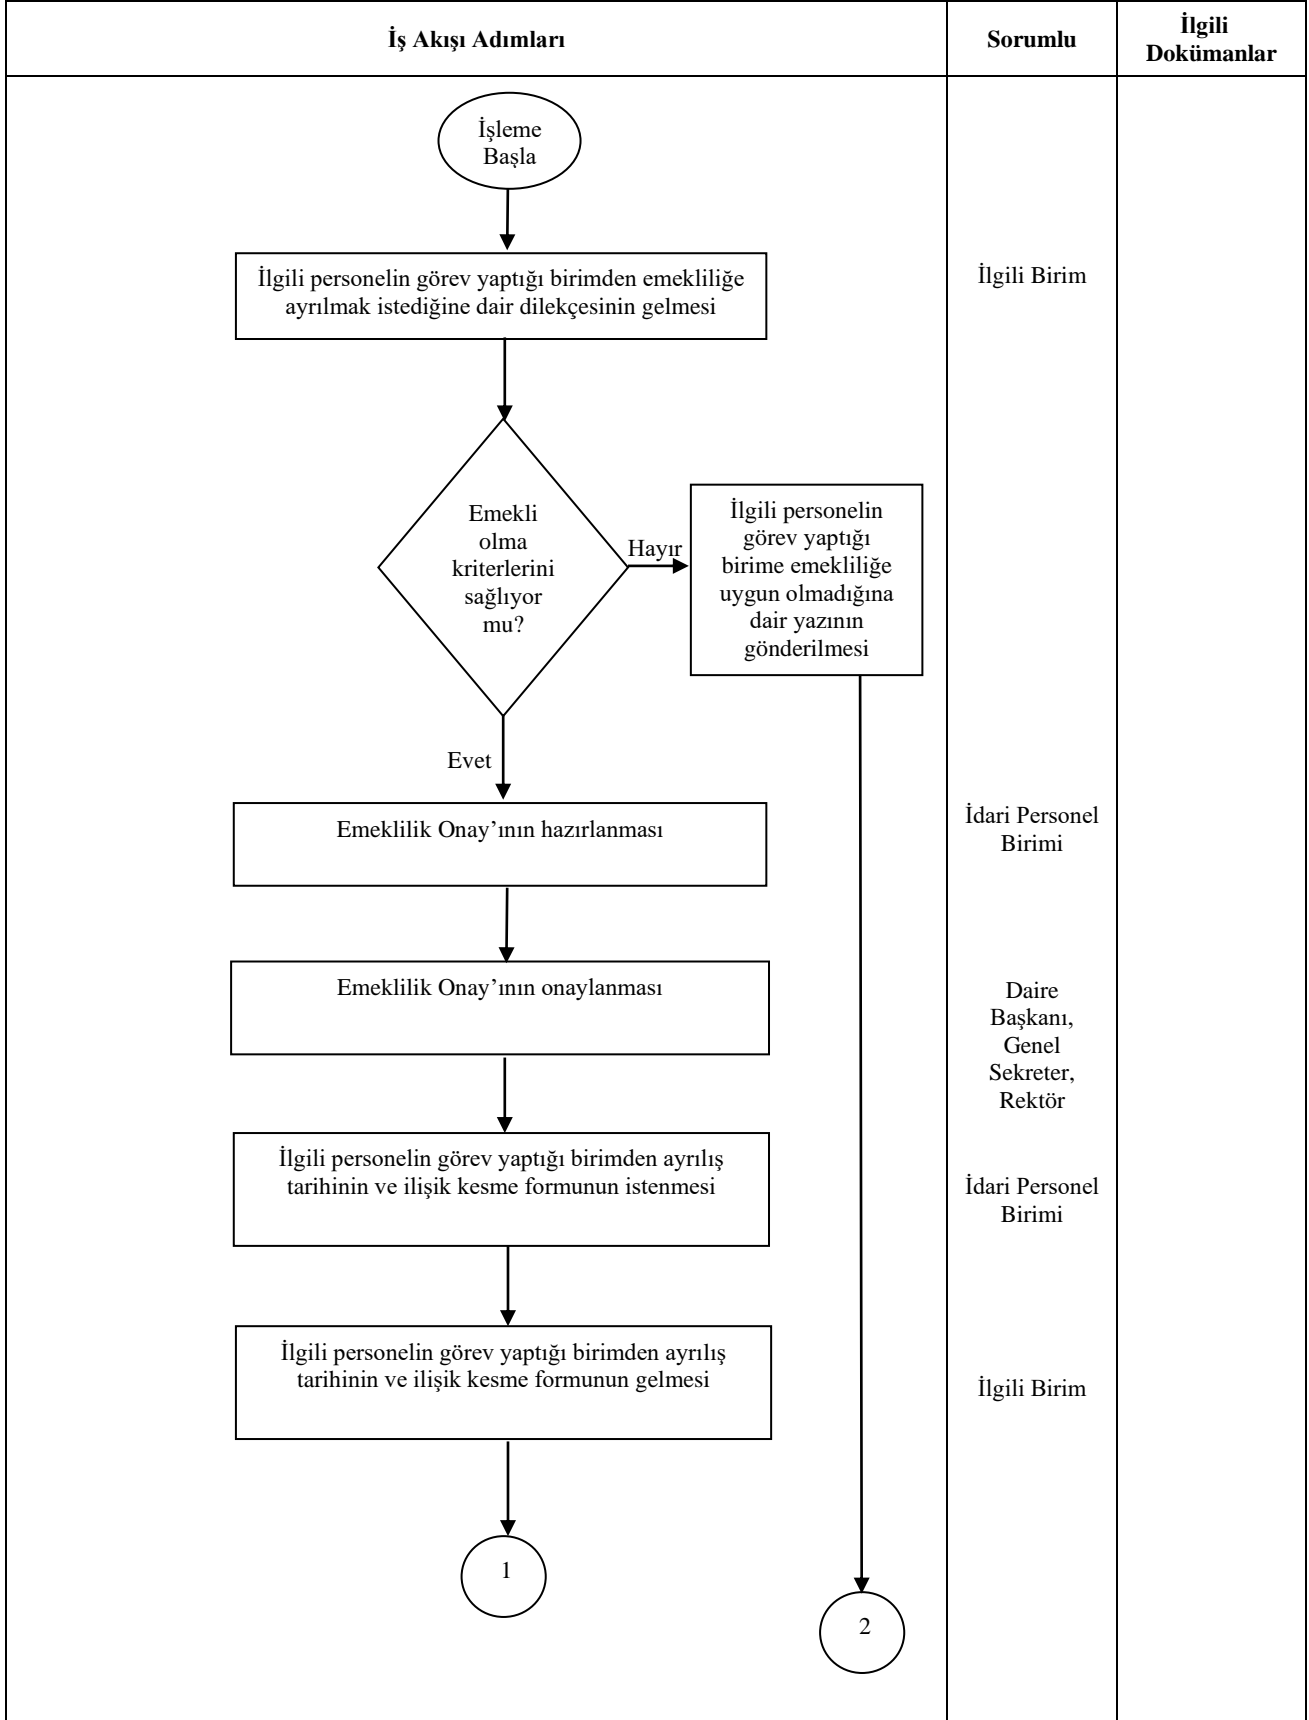 İş Akışı Adımları
Sorumlu
İlgili
Dokümanlar
İşleme
Başla
İlgili personelin görev yaptığı birimden emekliliğe
ayrılmak istediğine dair dilekçesinin gelmesi
İlgili Birim
Emekli
olma
kriterlerini
sağlıyor
mu?
Hayır
İlgili personelin
görev yaptığı
birime emekliliğe
uygun olmadığına
dair yazının
gönderilmesi
Evet
Emeklilik Onay’ının hazırlanması
İdari Personel
Birimi
Emeklilik Onay’ının onaylanması
Daire
Başkanı,
Genel
Sekreter,
Rektör
İlgili personelin görev yaptığı birimden ayrılış
tarihinin ve ilişik kesme formunun istenmesi
İdari Personel
Birimi
İlgili personelin görev yaptığı birimden ayrılış
tarihinin ve ilişik kesme formunun gelmesi
İlgili Birim
1
2